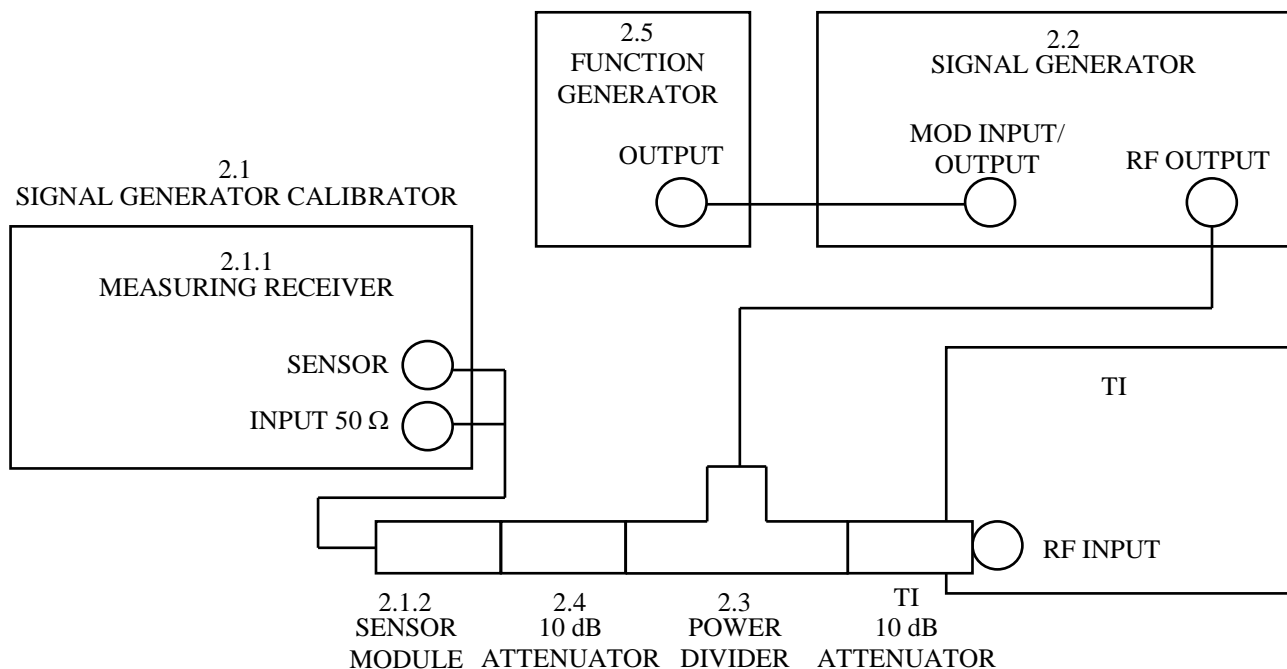 2.5
FUNCTION
GENERATOR
OUTPUT
2.2
SIGNAL GENERATOR
MOD INPUT/
OUTPUT
RF OUTPUT
2.1
SIGNAL GENERATOR CALIBRATOR
2.1.1
MEASURING RECEIVER
SENSOR
INPUT 50 Ω
TI
RF INPUT
2.1.2
SENSOR
MODULE
2.4
10 dB
ATTENUATOR
2.3
POWER
DIVIDER
TI
10 dB
ATTENUATOR